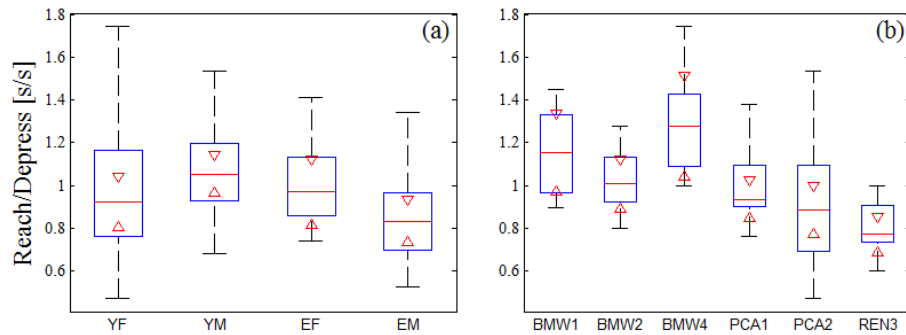 Reach/Depress [s/s]
1.8
1.6
1.4
1.2
1
0.8
0.6
(a)
YF YM EF EM
1.8
1.6
1.4
1.2
1
0.8
0.6
(b)
BMW1 BMW2 BMW4 PCA1 PCA2 REN3